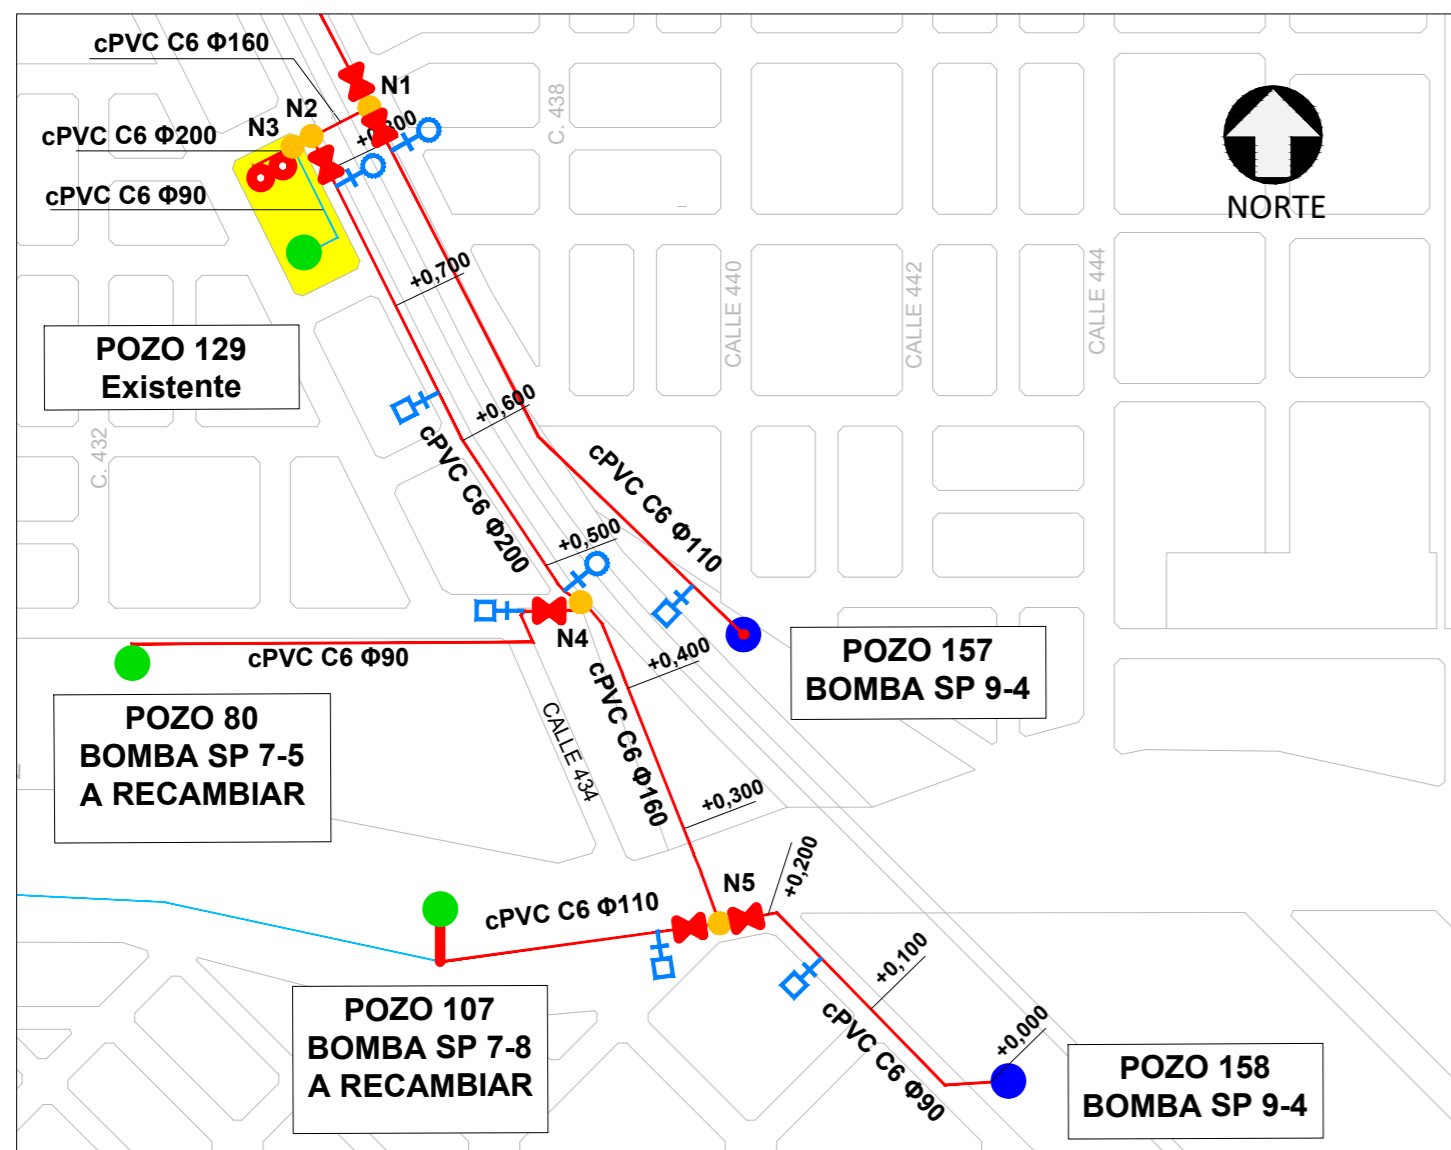 cPVC C6 Φ160
N1
N2
N3
cPVC C6 Φ200
cPVC C6 Φ90
C. 438
NORTE
+0,700
CALLE 440
CALLE 442
CALLE 444
POZO 129
Existente
+0,600
C. 432
cPVC C6 Φ200
cPVC C6 Φ110
+0,500
N4
cPVC C6 Φ90
+0,400
POZO 157
BOMBA SP 9-4
POZO 80
BOMBA SP 7-5
A RECAMBIAR
CALLE 434
cPVC C6 Φ160
+0,300
+0,200
N5
cPVC C6 Φ110
+0,100
POZO 107
BOMBA SP 7-8
A RECAMBIAR
cPVC C6 Φ90
+0,000
POZO 158
BOMBA SP 9-4